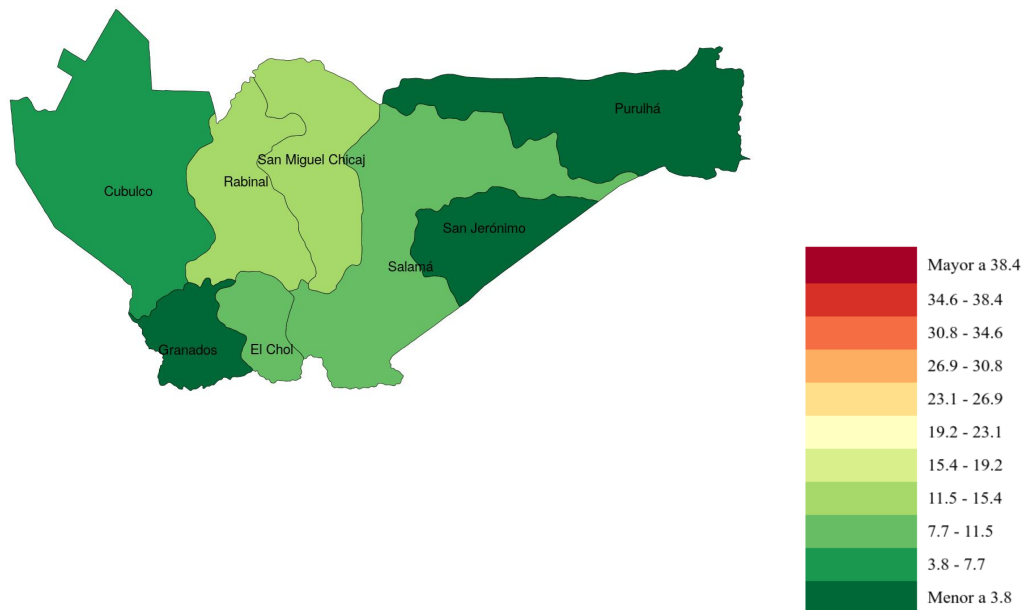 Purulhá
San Miguel Chicaj
Rabinal
Cubulco
San Jerónimo
Salamá
Granados
El Chol
Mayor a 38.4
34.6 - 38.4
30.8 - 34.6
26.9 - 30.8
23.1 - 26.9
19.2 - 23.1
15.4 - 19.2
11.5 - 15.4
7.7 - 11.5
3.8 - 7.7
Menor a 3.8